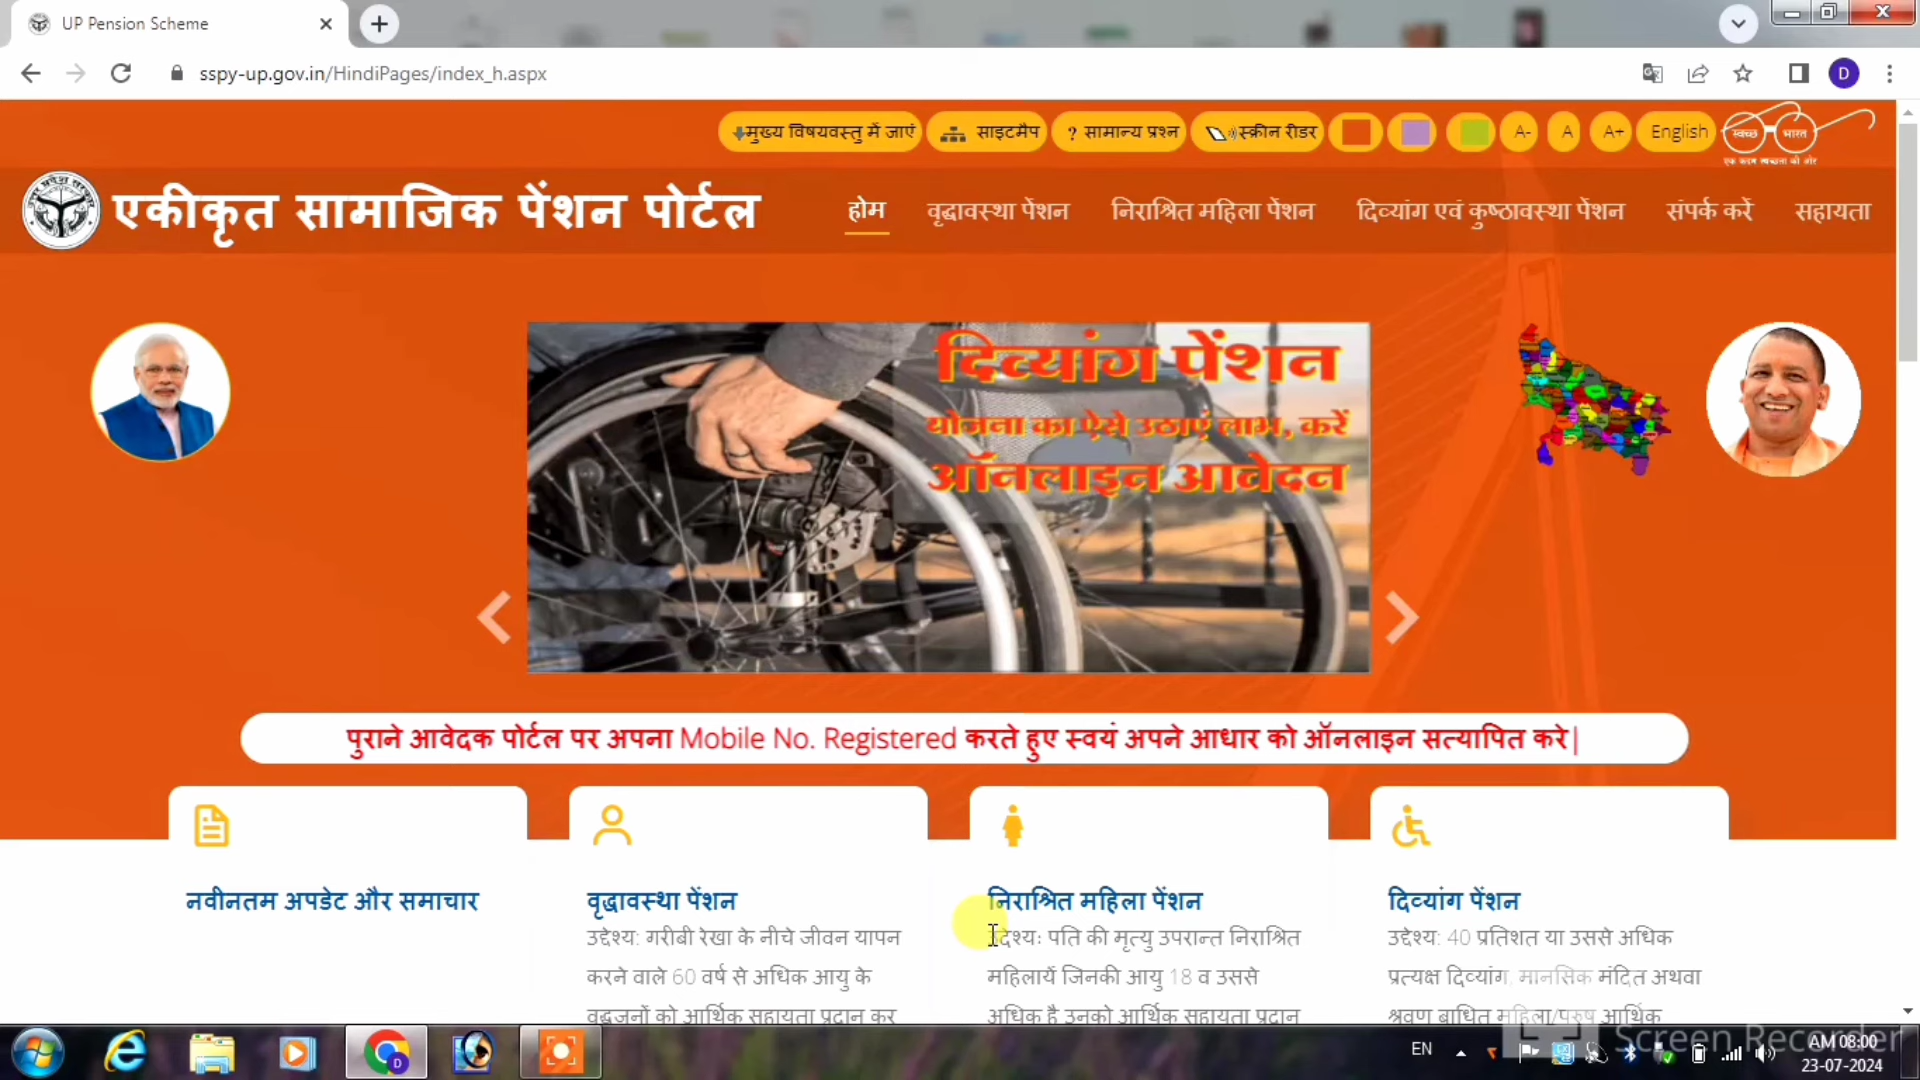 UP Pension Scheme
sspy-up.gov.in/HindiPages/index_h.aspx
D
मुख्य विषयवस्तु में जाएं
साइटमैप
? सामान्य प्रश्न
स्क्रीन रीडर
A-
A
A+
English
स्वच्छ भारत
एक कदम स्वच्छता की ओर
एकीकृत सामाजिक पेंशन पोर्टल
होम
वृद्धावस्था पेंशन
निराश्रित महिला पेंशन
दिव्यांग एवं कुष्ठावस्था पेंशन
संपर्क करें
सहायता
दिव्यांग पेंशन
योजना का ऐसे उठाएं लाभ, करें
ऑनलाइन आवेदन
पुराने आवेदक पोर्टल पर अपना Mobile No. Registered करते हुए स्वयं अपने आधार को ऑनलाइन सत्यापित करे|
नवीनतम अपडेट और समाचार
वृद्धावस्था पेंशन
उद्देश्य: गरीबी रेखा के नीचे जीवन यापन
करने वाले 60 वर्ष से अधिक आयु के
वृद्धजनों को आर्थिक सहायता प्रदान कर
निराश्रित महिला पेंशन
उद्देश्यः पति की मृत्यु उपरान्त निराश्रित
महिलायें जिनकी आयु 18 व उससे
अधिक है उनको आर्थिक सहायता प्रदान
दिव्यांग पेंशन
उद्देश्य: 40 प्रतिशत या उससे अधिक
प्रत्यक्ष दिव्यांग, मानसिक मंदित अथवा
श्रवण बाधित महिला/पुरुष आर्थिक
Screen Recorder
D
EN
AM 08:00
23-07-2024